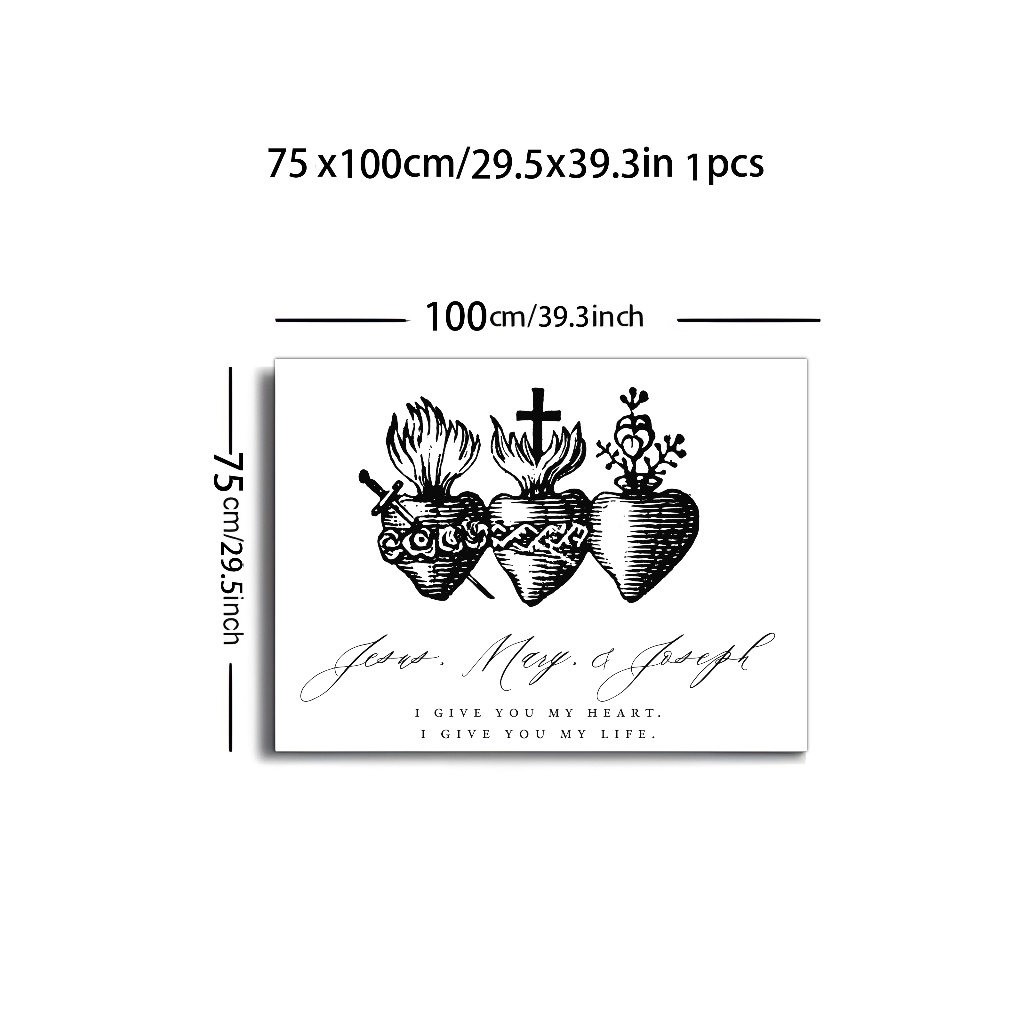 75 x100cm/29.5x39.3in 1pcs
100cm/39.3inch
75cm/29.5inch
Jesus. Mary. & Joseph
I GIVE YOU MY HEART.
I GIVE YOU MY LIFE.